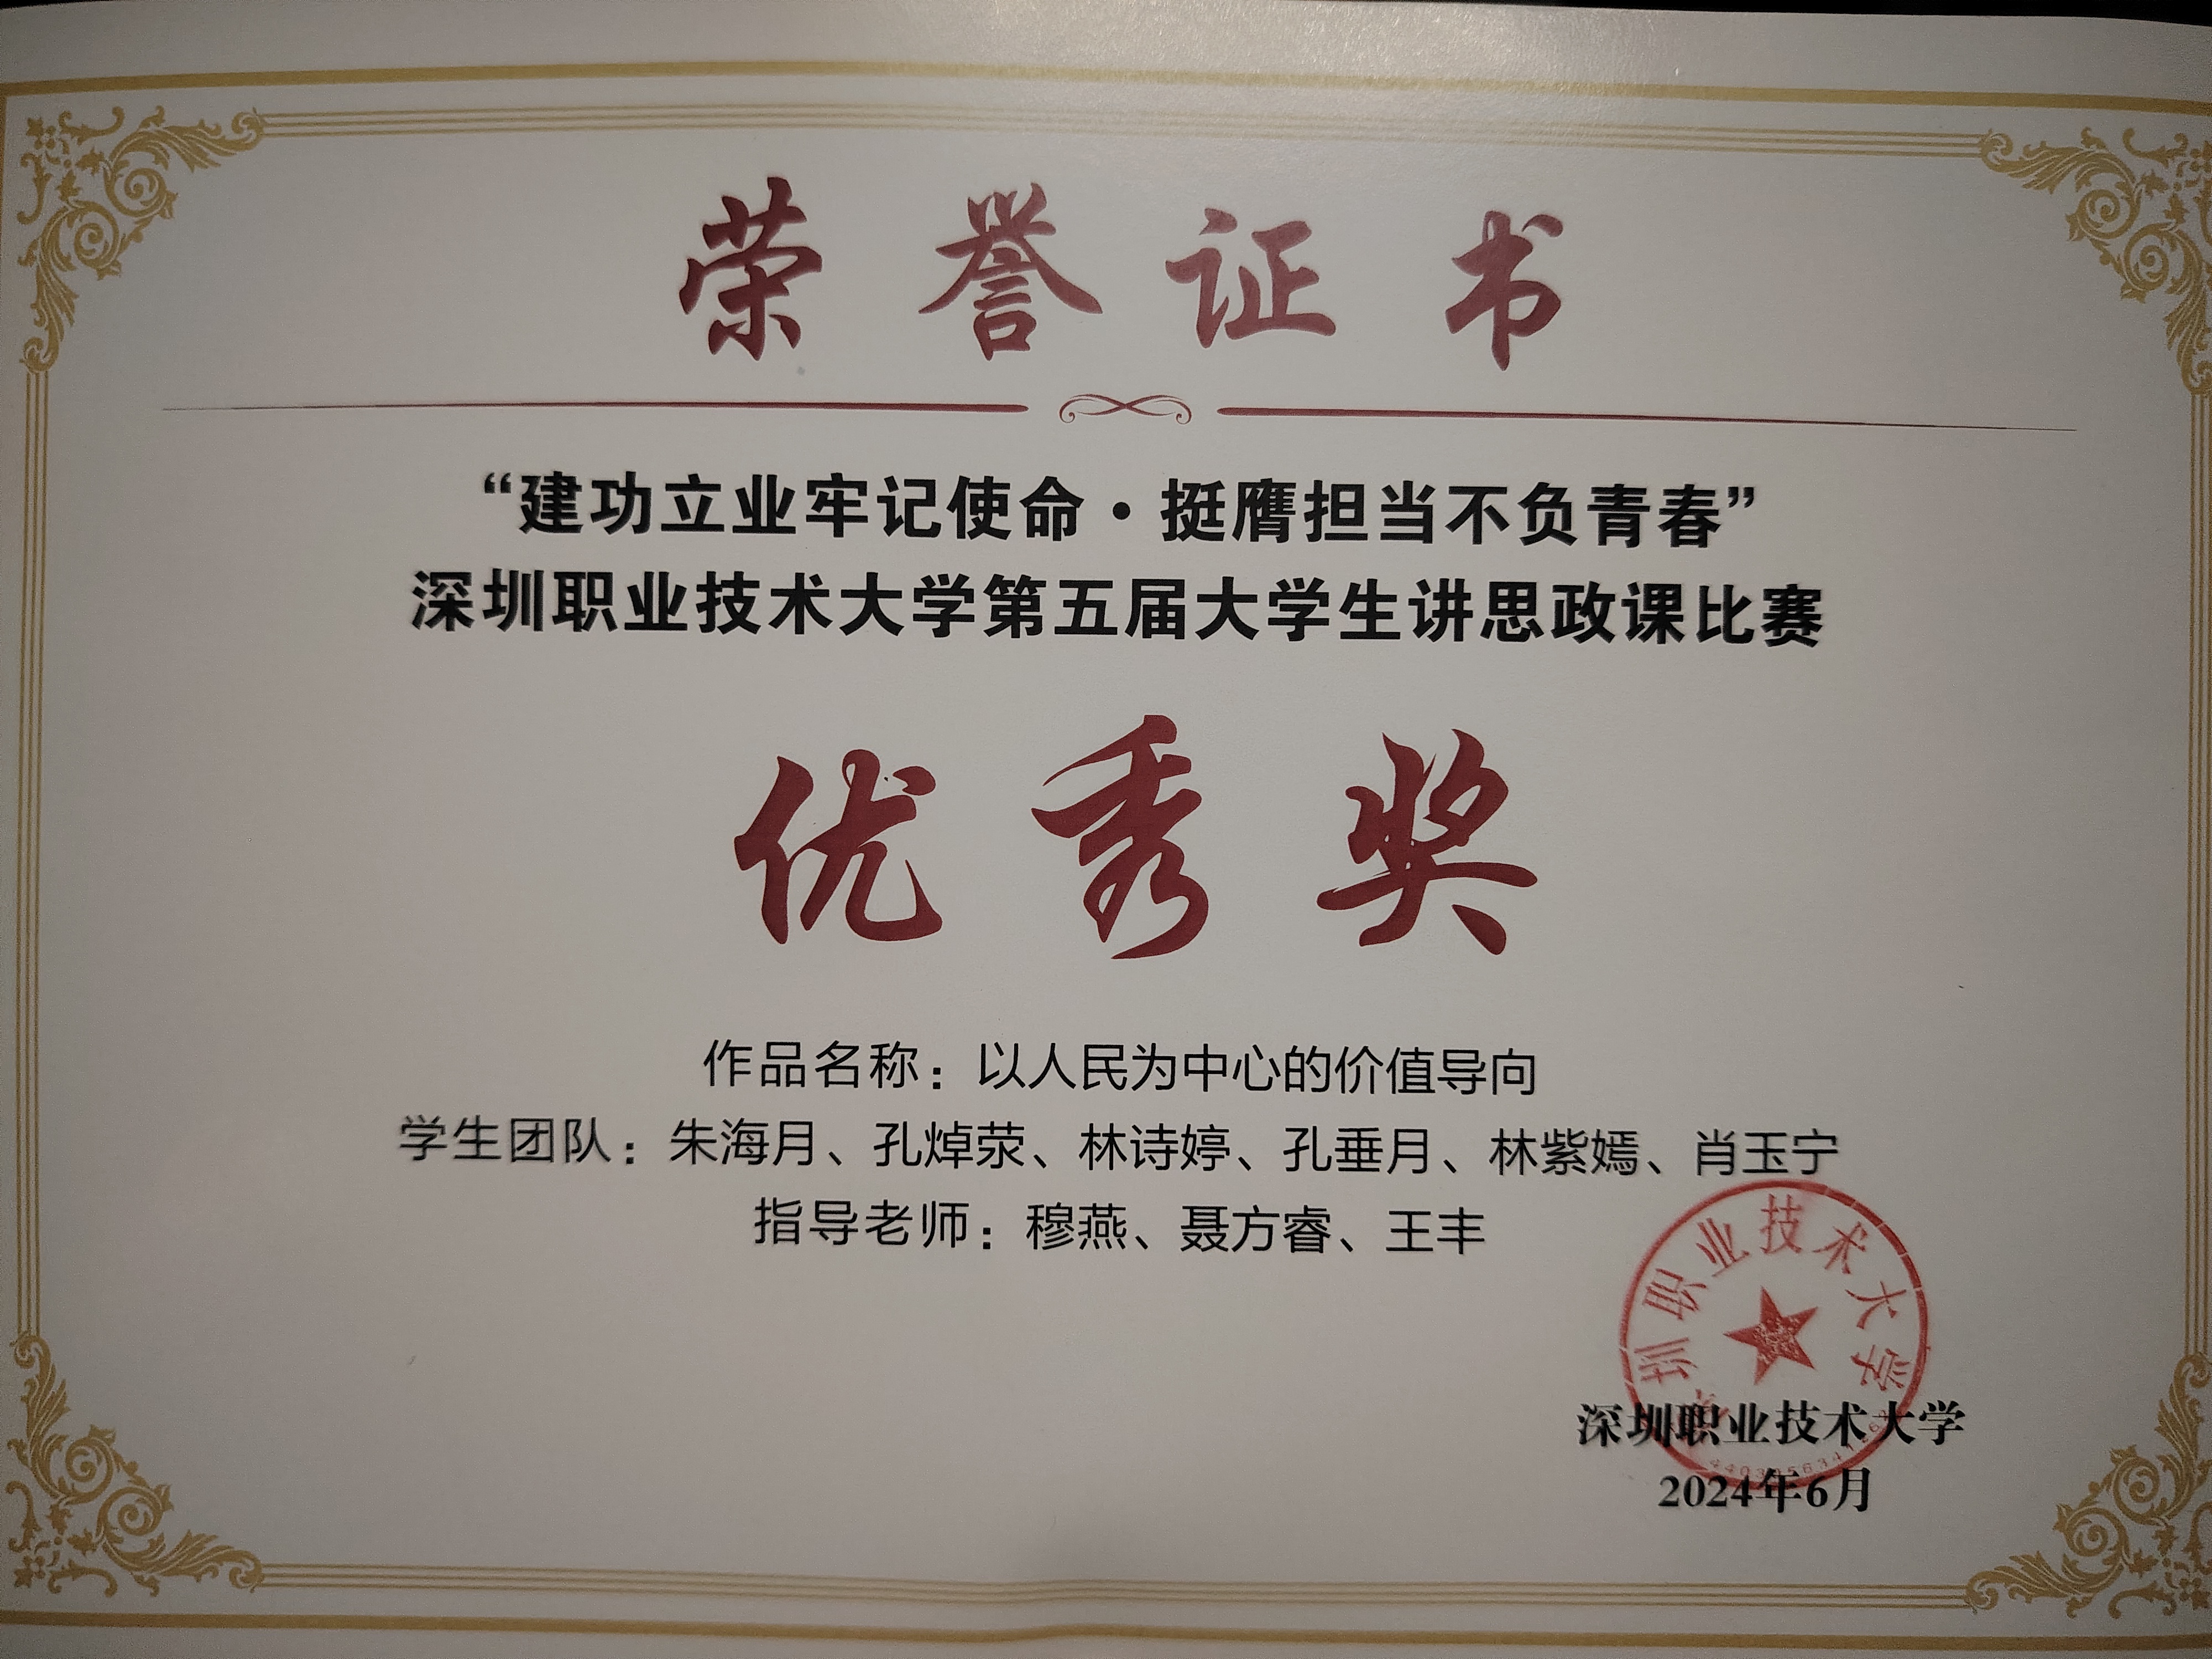 荣誉证书
“建功立业牢记使命·挺膺担当不负青春”
深圳职业技术大学第五届大学生讲思政课比赛
优秀奖
作品名称：以人民为中心的价值导向
学生团队：朱海月、孔焯荥、林诗婷、孔垂月、林紫嫣、肖玉宁
指导老师：穆燕、聂方睿、王丰
深圳职业技术大学
深圳职业技术大学
2024年6月